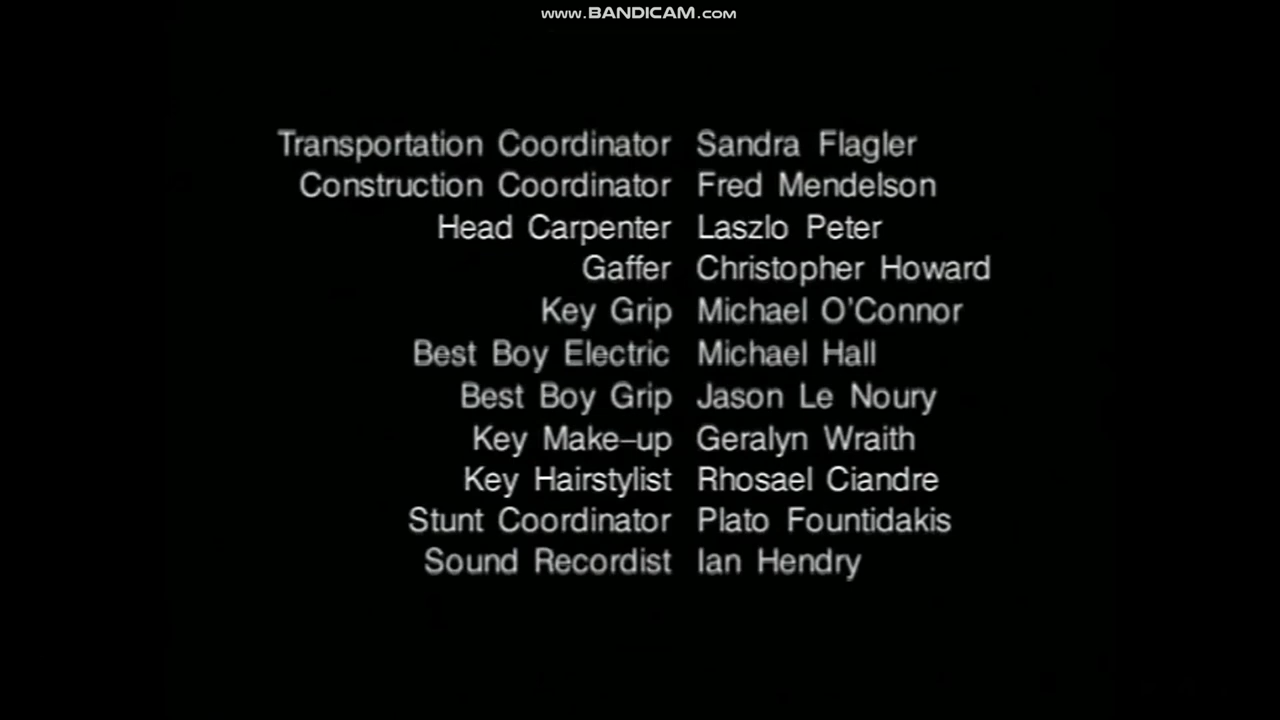 www.BANDICAM.com
Transportation Coordinator Sandra Flagler
Construction Coordinator Fred Mendelson
Head Carpenter Laszlo Peter
Gaffer Christopher Howard
Key Grip Michael O'Connor
Best Boy Electric Michael Hall
Best Boy Grip Jason Le Noury
Key Make–up Geralyn Wraith
Key Hairstylist Rhosael Ciandre
Stunt Coordinator Plato Fountidakis
Sound Recordist Ian Hendry